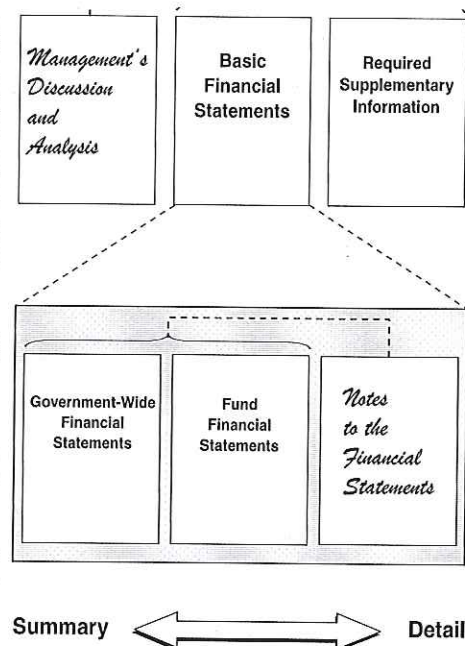 Management's
Discussion
and
Analysis
Basic
Financial
Statements
Required
Supplementary
Information
Government-Wide
Financial
Statements
Fund
Financial
Statements
Notes
to the
Financial
Statements
Summary
Detail